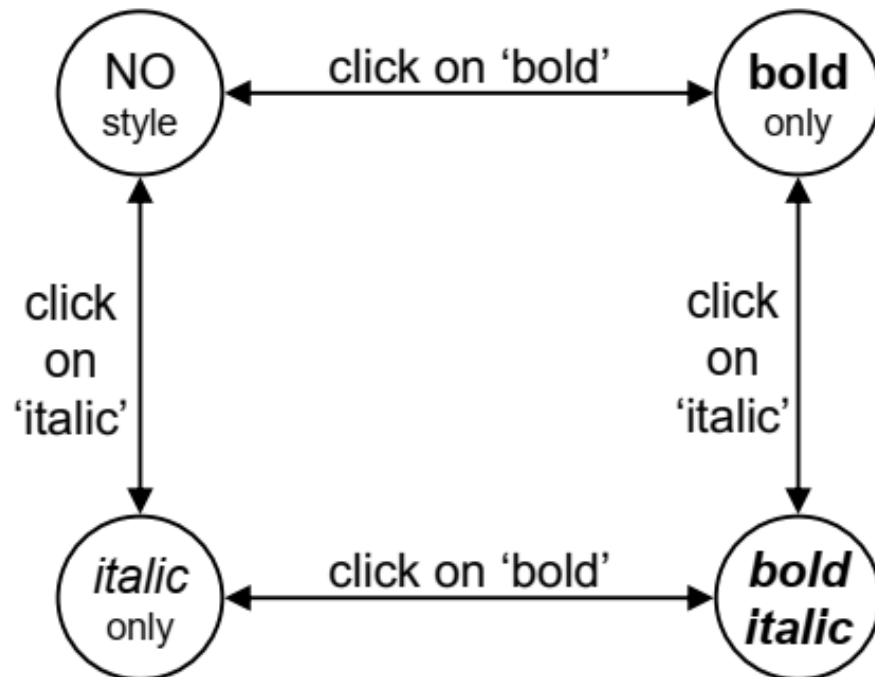 NO
style
click on ‘bold’
bold
only
click
on
‘italic’
click
on
‘italic’
italic
only
click on ‘bold’
bold
italic